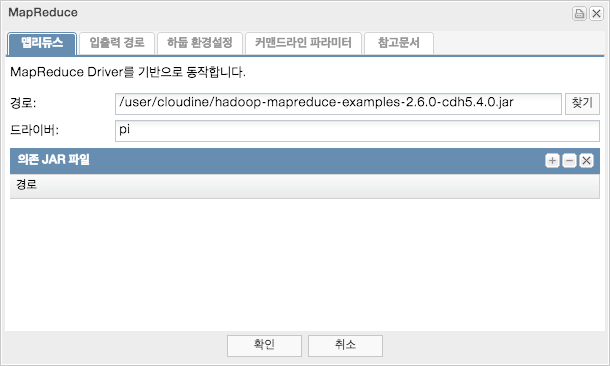 MapReduce
맵리듀스 입출력 경로 하둡 환경설정 커맨드라인 파라미터 참고문서
MapReduce Driver를 기반으로 동작합니다.
경로: /user/cloudine/hadoop-mapreduce-examples-2.6.0-cdh5.4.0.jar 찾기
드라이버: pi
의존 JAR 파일
경로
확인 취소